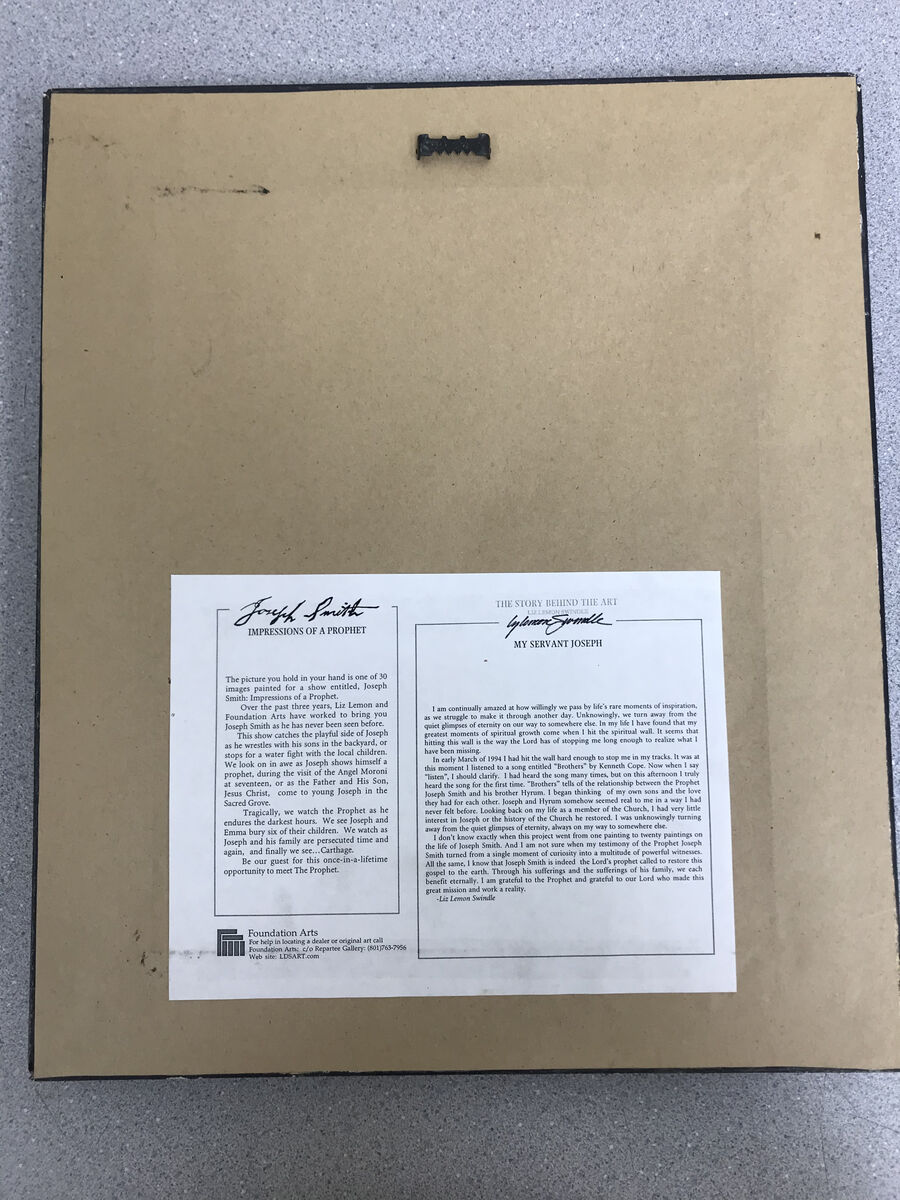 Joseph Smith
IMPRESSIONS OF A PROPHET
The picture you hold in your hand is one of 30
images painted for a show entitled, Joseph
Smith: Impressions of a Prophet.
Over the past three years, Liz Lemon and
Foundation Arts have worked to bring you
Joseph Smith as he has never been seen before.
This show catches the playful side of Joseph
as he wrestles with his sons in the backyard, or
stops for a water fight with the local children.
We look on in awe as Joseph shows himself a
prophet, during the visit of the Angel Moroni
at seventeen, or as the Father and His Son,
Jesus Christ, come to young Joseph in the
Sacred Grove.
Tragically, we watch the Prophet as he
endures the darkest hours. We see Joseph and
Emma bury six of their children. We watch as
Joseph and his family are persecuted time and
again, and finally we see...Carthage.
Be our guest for this once-in-a-lifetime
opportunity to meet The Prophet.
Foundation Arts
For help in locating a dealer or original art call
Foundation Arts: c/o Repartee Gallery: (801)763-7956
Web site: LDSART.com
THE STORY BEHIND THE ART
LIZ LEMON SWINDLE
Liz Lemon Swindle
MY SERVANT JOSEPH
I am continually amazed at how willingly we pass by life's rare moments of inspiration,
as we struggle to make it through another day. Unknowingly, we turn away from the
quiet glimpses of eternity on our way to somewhere else. In my life I have found that my
greatest moments of spiritual growth come when I hit the spiritual wall. It seems that
hitting this wall is the way the Lord has of stopping me long enough to realize what I
have been missing.
In early March of 1994 I had hit the wall hard enough to stop me in my tracks. It was at
this moment I listened to a song entitled "Brothers" by Kenneth Cope. Now when I say
"listen", I should clarify. I had heard the song many times, but on this afternoon I truly
heard the song for the first time. "Brothers" tells of the relationship between the Prophet
Joseph Smith and his brother Hyrum. I began thinking of my own sons and the love
they had for each other. Joseph and Hyrum somehow seemed real to me in a way I had
never felt before. Looking back on my life as a member of the Church, I had very little
interest in Joseph or the history of the Church he restored. I was unknowingly turning
away from the quiet glimpses of eternity, always on my way to somewhere else.
I don't know exactly when this project went from one painting to twenty paintings on
the life of Joseph Smith. And I am not sure when my testimony of the Prophet Joseph
Smith turned from a single moment of curiosity into a multitude of powerful witnesses.
All the same, I know that Joseph Smith is indeed the Lord's prophet called to restore this
gospel to the earth. Through his sufferings and the sufferings of his family, we each
benefit eternally. I am grateful to the Prophet and grateful to our Lord who made this
great mission and work a reality.
-Liz Lemon Swindle